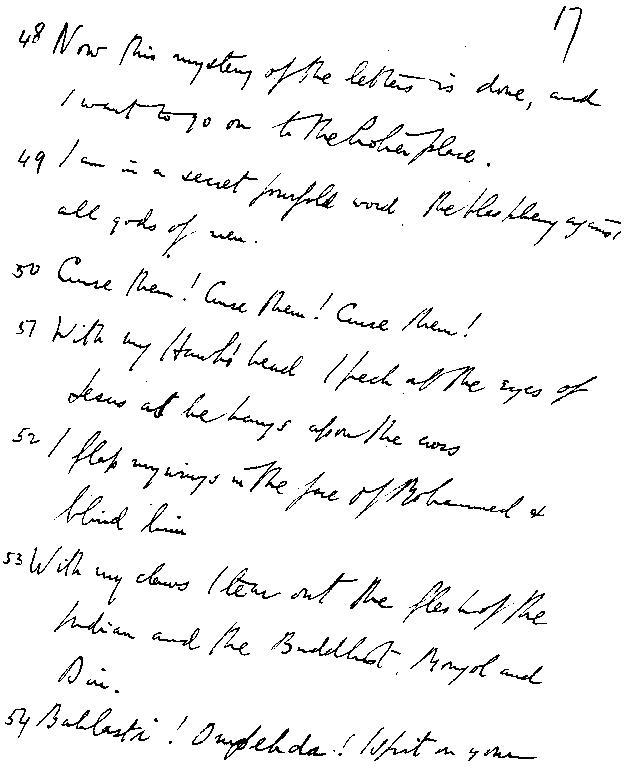 17
48 Now this mystery of the letters is done, and
I want to go on to the holier place.
49 I am in a secret fourfold word, the blasphemy against
all gods of men.
50 Curse them! Curse them! Curse them!
51 With my Hawk's head I peck at the eyes of
Jesus as he hangs upon the cross
52 I flap my wings in the face of Mohammed &
blind him
53 With my claws I tear out the flesh of the
Indian and the Buddhist, Mongol and
Din.
54 Bahlasti! Ompehda! I spit on your